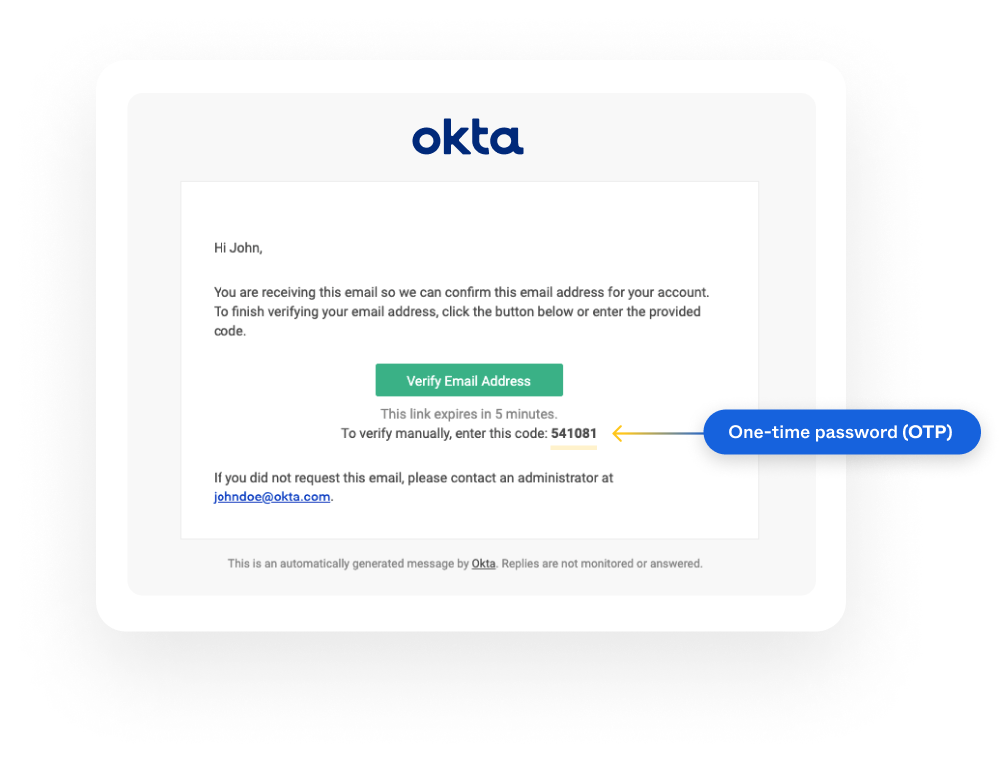 okta
Hi John,
You are receiving this email so we can confirm this email address for your account.
To finish verifying your email address, click the button below or enter the provided
code.
Verify Email Address
This link expires in 5 minutes.
To verify manually, enter this code: 541081
One-time password (OTP)
If you did not request this email, please contact an administrator at
johndoe@okta.com.
This is an automatically generated message by Okta. Replies are not monitored or answered.